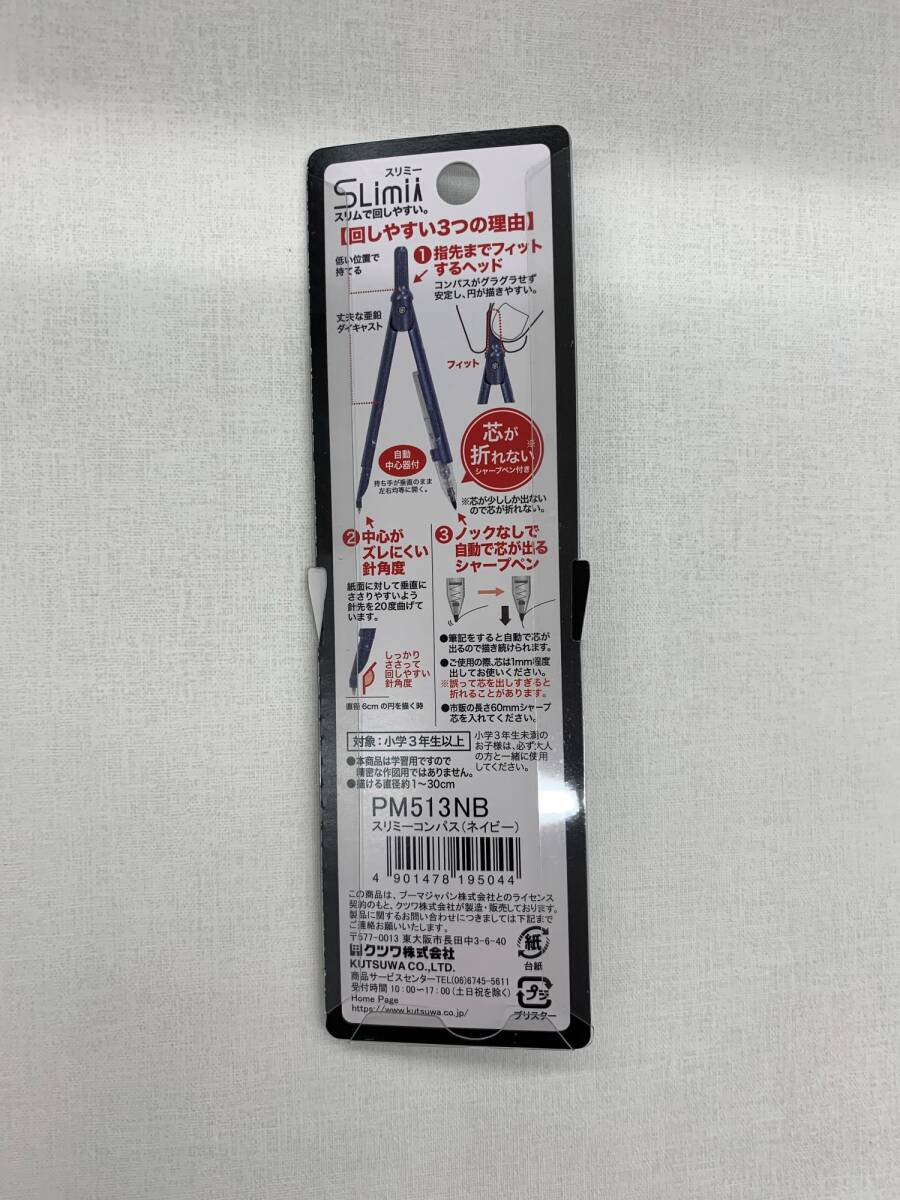 スリミー
SLimii
スリムで回しやすい。
【回しやすい3つの理由】
低い位置で
持てる
丈夫な亜鉛
ダイキャスト
①指先までフィット
するヘッド
コンパスがグラグラせず
安定し、円が描きやすい。
フィット
芯が
折れない※
シャープペン付き
※芯が少ししか出ない
ので芯が折れない。
自動
中心器付
持ち手が垂直のまま
左右均等に開く。
②中心が
ズレにくい
針角度
紙面に対して垂直に
ささりやすいよう
針先を20度曲げて
います。
しっかり
ささって
回しやすい
針角度
直径6cmの円を描く時
③ノックなしで
自動で芯が出る
シャープペン
●筆記をすると自動で芯が
出るので描き続けられます。
●ご使用の際、芯は1mm程度
出してお使いください。
※誤って芯を出しすぎると
折れることがあります。
●市販の長さ60mmシャープ
芯を入れてください。
対象：小学3年生以上
小学3年生未満の
お子様は、必ず大人
の方と一緒に使用
してください。
●本商品は学習用ですので
精密な作図用ではありません。
●描ける直径約1〜30cm
PM513NB
スリミーコンパス（ネイビー）
4 901478 195044
この商品は、プーマジャパン株式会社とのライセンス
契約のもと、クツワ株式会社が製造・販売しております。
製品に関するお問い合わせにつきましては下記まで
ご連絡お願いいたします。
〒577-0013 東大阪市長田中3-6-40
クツワ株式会社
KUTSUWA CO.,LTD.
商品サービスセンターTEL(06)6745-5611
受付時間 10：00〜17：00（土日祝を除く）
Home Page
https://www.kutsuwa.co.jp/
紙
台紙
プラ
ブリスター